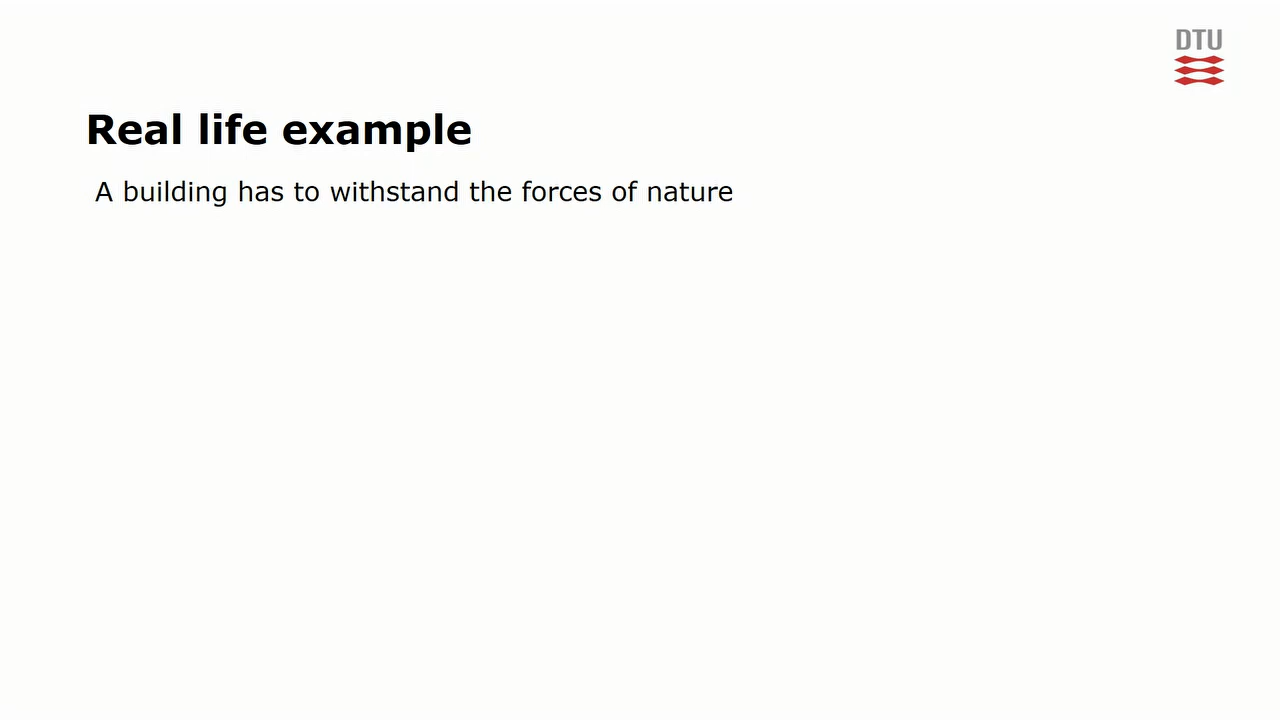 DTU
Real life example
A building has to withstand the forces of nature